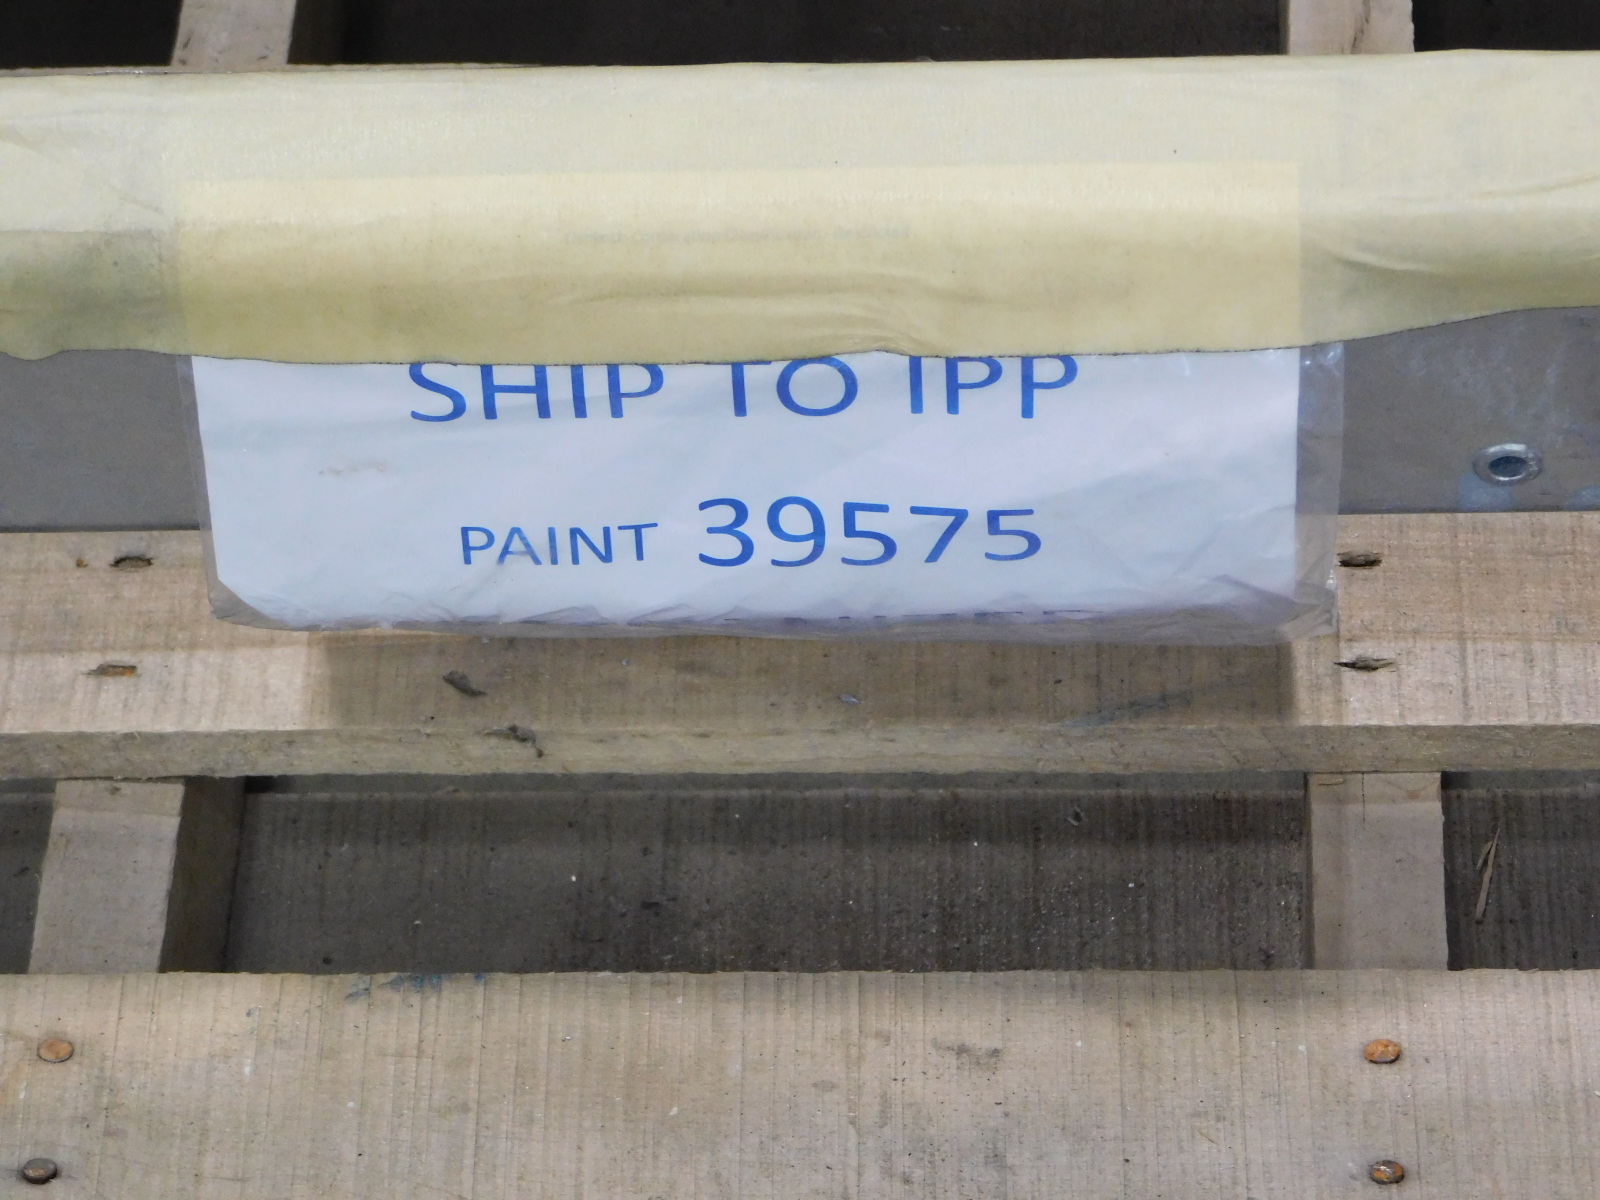 SHIP TO IPP
PAINT 39575